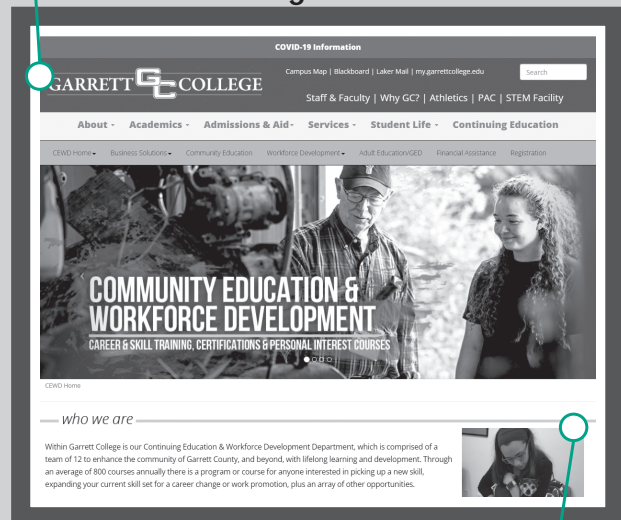 COVID-19 Information
GARRETT GC COLLEGE
Campus Map | Blackboard | Laker Mail | my.garrettcollege.edu
Search
Staff & Faculty | Why GC? | Athletics | PAC | STEM Facility
About Academics Admissions & Aid Services Student Life Continuing Education
CEWD Home Business Solutions Community Education Workforce Development Adult Education/GED Financial Assistance Registration
COMMUNITY EDUCATION &
WORKFORCE DEVELOPMENT
CAREER & SKILL TRAINING, CERTIFICATIONS & PERSONAL INTEREST COURSES
CEWD Home
who we are
Within Garrett College is our Continuing Education & Workforce Development Department, which is comprised of a
team of 12 to enhance the community of Garrett County, and beyond, with lifelong learning and development. Through
an average of 800 courses annually there is a program or course for anyone interested in picking up a new skill,
expanding your current skill set for a career change or work promotion, plus an array of other opportunities.